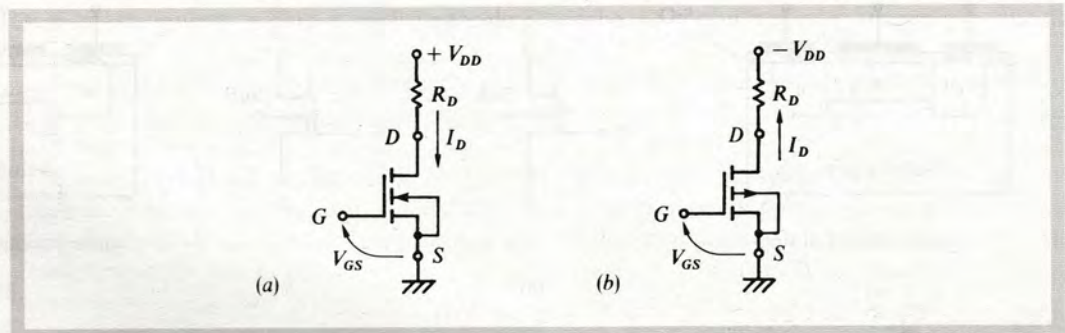 + V_DD
R_D
D
I_D
G
V_GS
S
(a)
− V_DD
R_D
D
I_D
G
V_GS
S
(b)